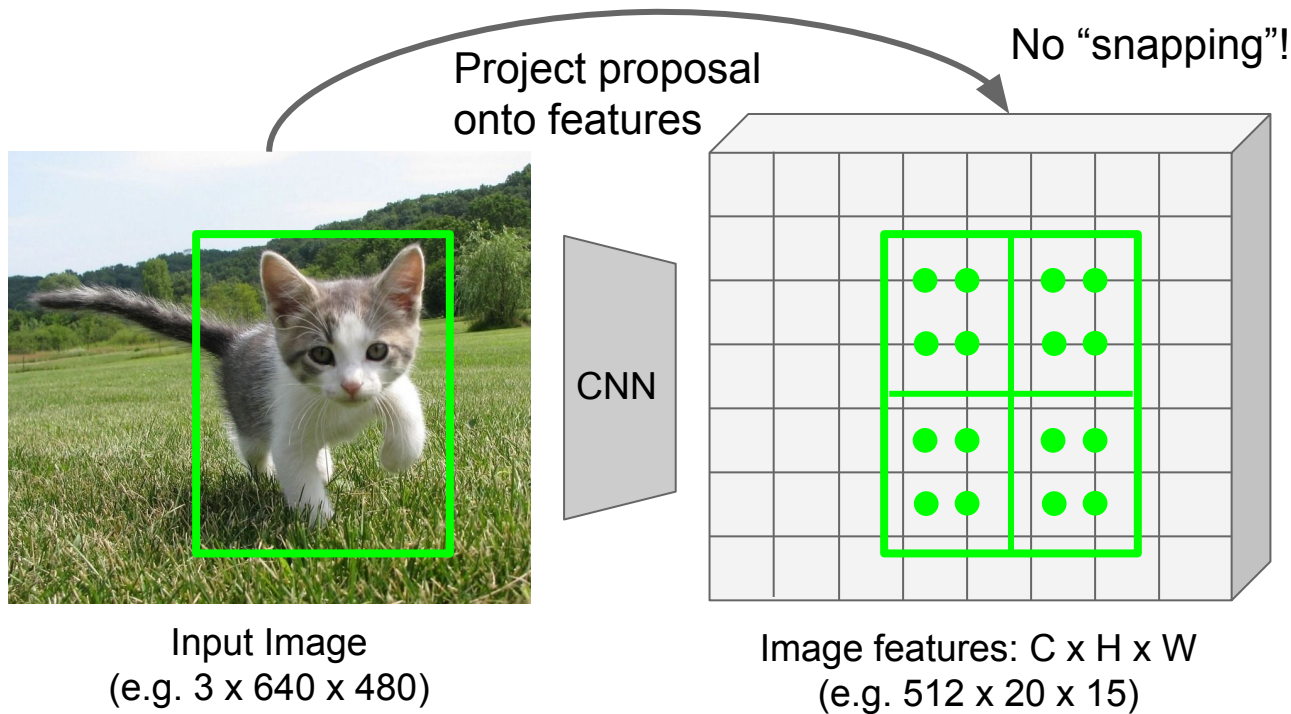 Project proposal
onto features
No “snapping”!
CNN
Input Image
(e.g. 3 x 640 x 480)
Image features: C x H x W
(e.g. 512 x 20 x 15)